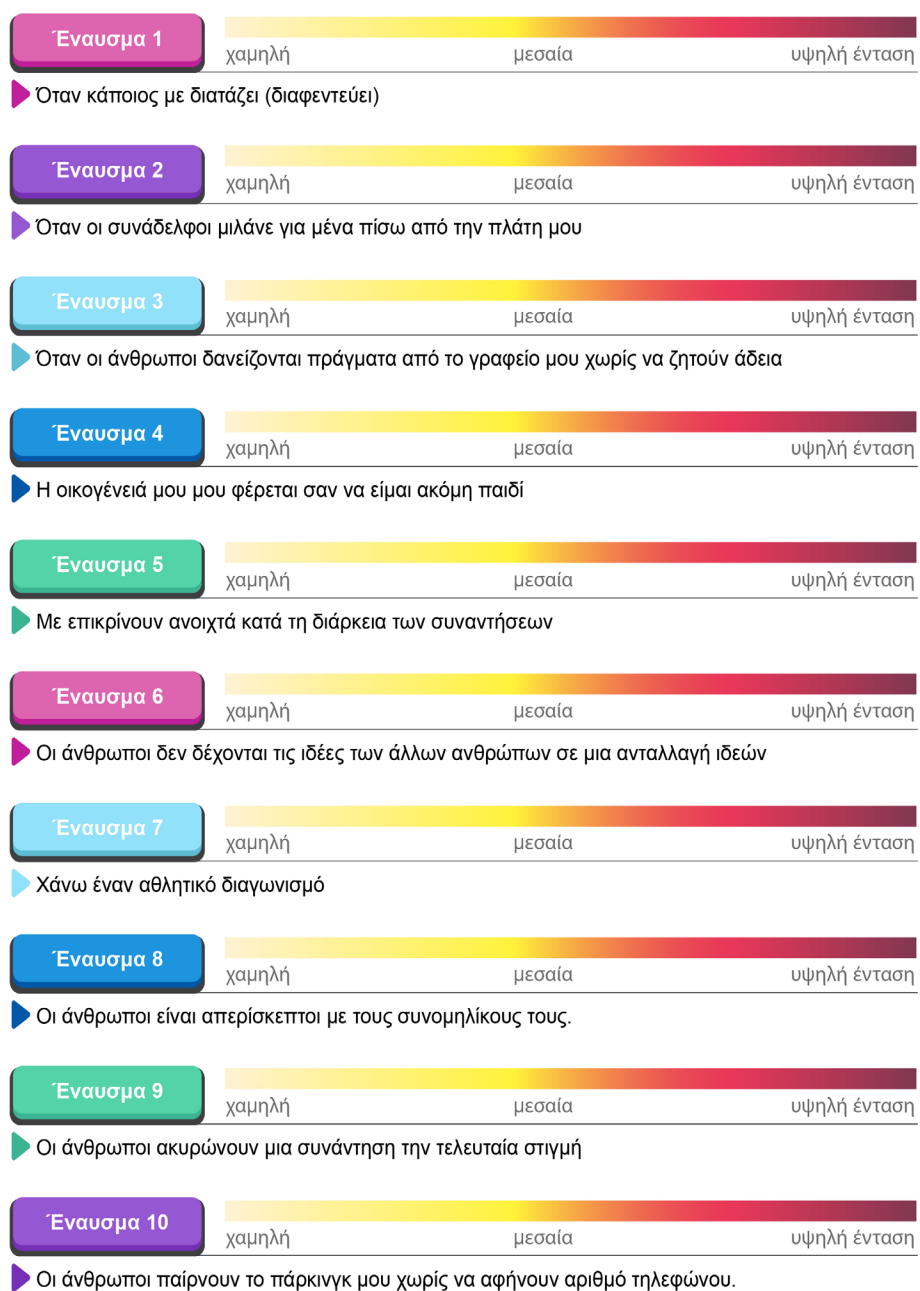 Έναυσμα 1
χαμηλή μεσαία υψηλή ένταση
Όταν κάποιος με διατάζει (διαφεντεύει)
Έναυσμα 2
χαμηλή μεσαία υψηλή ένταση
Όταν οι συνάδελφοι μιλάνε για μένα πίσω από την πλάτη μου
Έναυσμα 3
χαμηλή μεσαία υψηλή ένταση
Όταν οι άνθρωποι δανείζονται πράγματα από το γραφείο μου χωρίς να ζητούν άδεια
Έναυσμα 4
χαμηλή μεσαία υψηλή ένταση
Η οικογένειά μου μου φέρεται σαν να είμαι ακόμη παιδί
Έναυσμα 5
χαμηλή μεσαία υψηλή ένταση
Με επικρίνουν ανοιχτά κατά τη διάρκεια των συναντήσεων
Έναυσμα 6
χαμηλή μεσαία υψηλή ένταση
Οι άνθρωποι δεν δέχονται τις ιδέες των άλλων ανθρώπων σε μια ανταλλαγή ιδεών
Έναυσμα 7
χαμηλή μεσαία υψηλή ένταση
Χάνω έναν αθλητικό διαγωνισμό
Έναυσμα 8
χαμηλή μεσαία υψηλή ένταση
Οι άνθρωποι είναι απερίσκεπτοι με τους συνομηλίκους τους.
Έναυσμα 9
χαμηλή μεσαία υψηλή ένταση
Οι άνθρωποι ακυρώνουν μια συνάντηση την τελευταία στιγμή
Έναυσμα 10
χαμηλή μεσαία υψηλή ένταση
Οι άνθρωποι παίρνουν το πάρκινγκ μου χωρίς να αφήνουν αριθμό τηλεφώνου.